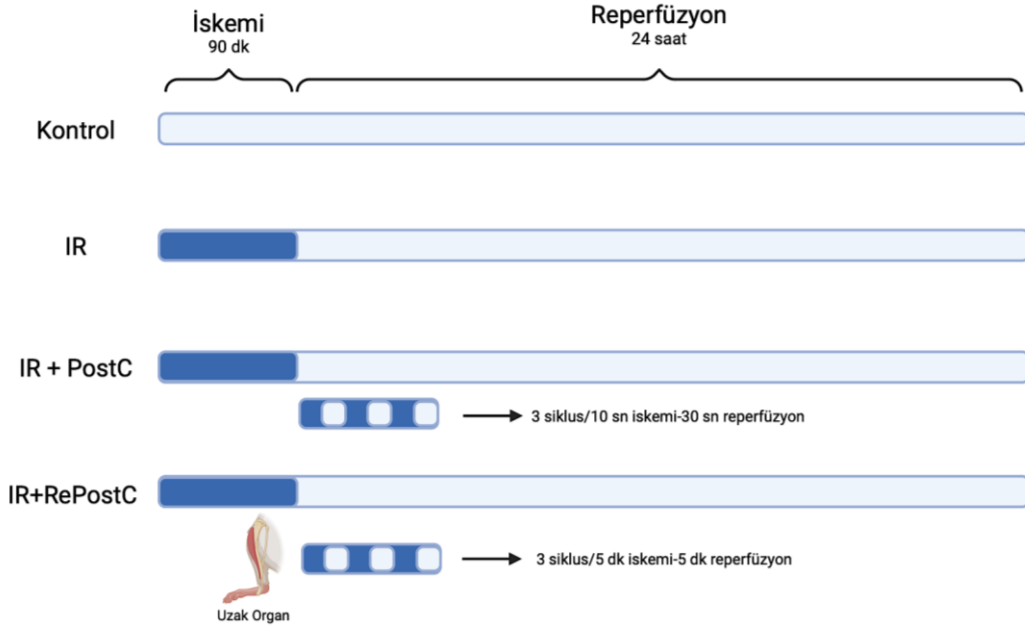 İskemi
90 dk
Reperfüzyon
24 saat
Kontrol
IR
IR + PostC
3 siklus/10 sn iskemi-30 sn reperfüzyon
IR+RePostC
3 siklus/5 dk iskemi-5 dk reperfüzyon
Uzak Organ